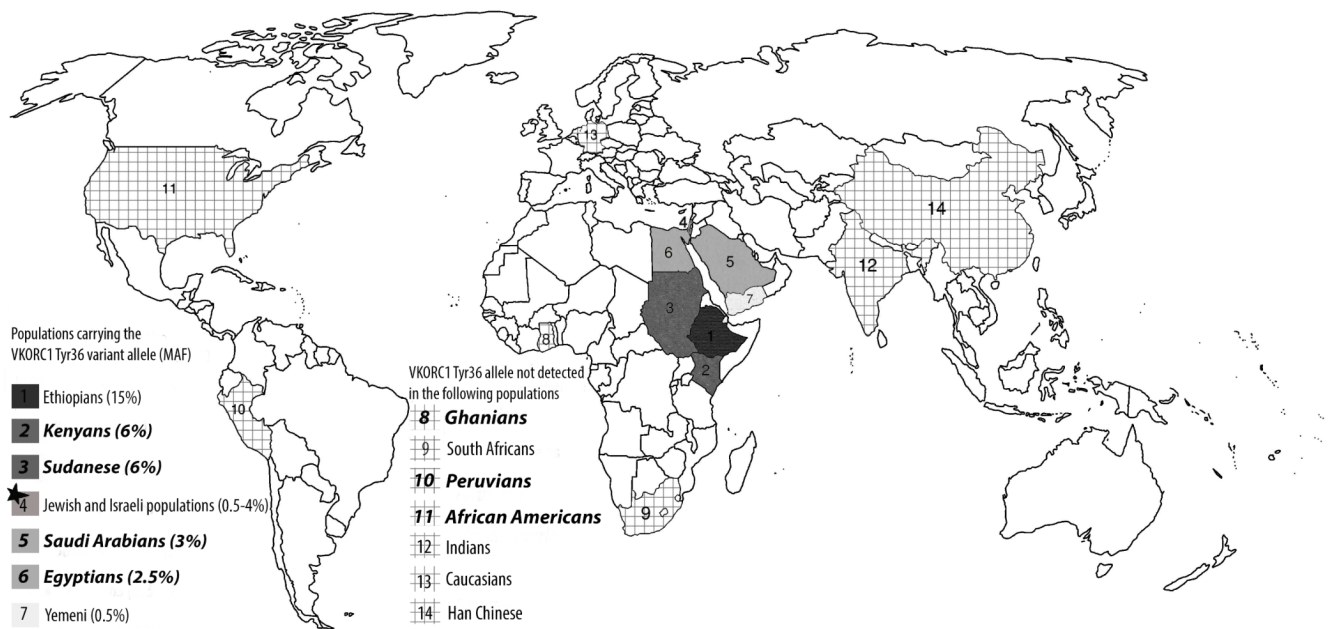 11
13
4
14
6
5
12
7
3
1
8
2
10
9
Populations carrying the
VKORC1 Tyr36 variant allele (MAF)
1 Ethiopians (15%)
2 Kenyans (6%)
3 Sudanese (6%)
4 Jewish and Israeli populations (0.5-4%)
5 Saudi Arabians (3%)
6 Egyptians (2.5%)
7 Yemeni (0.5%)
VKORC1 Tyr36 allele not detected
in the following populations
8 Ghanians
9 South Africans
10 Peruvians
11 African Americans
12 Indians
13 Caucasians
14 Han Chinese